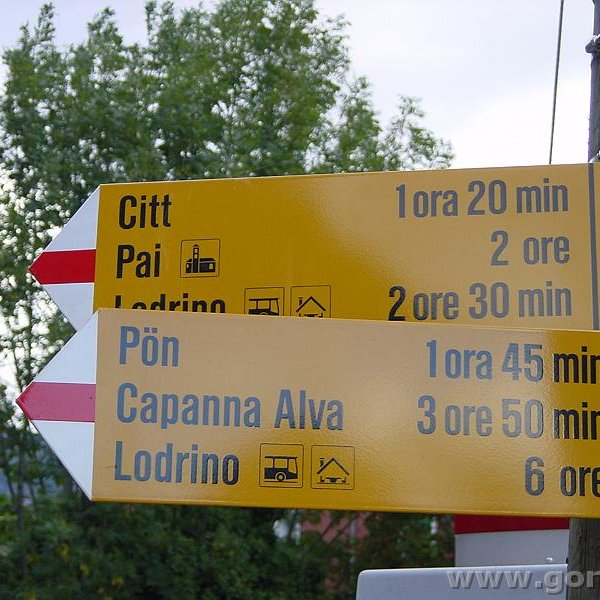 Citt 1 ora 20 min
Pai 2 ore
Lodrino 2 ore 30 min
Pön 1 ora 45 min
Capanna Alva 3 ore 50 min
Lodrino 6 ore